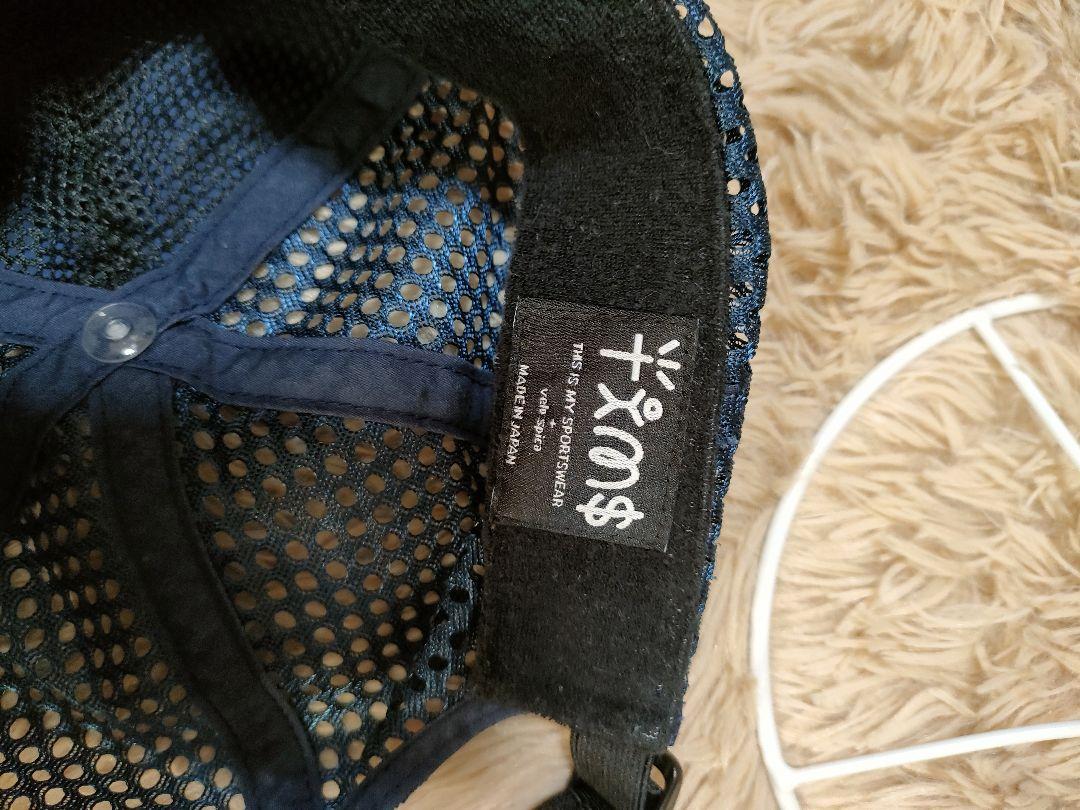 T.I.M.S
THIS IS MY SPORTSWEAR
+
velo spica
MADE IN JAPAN